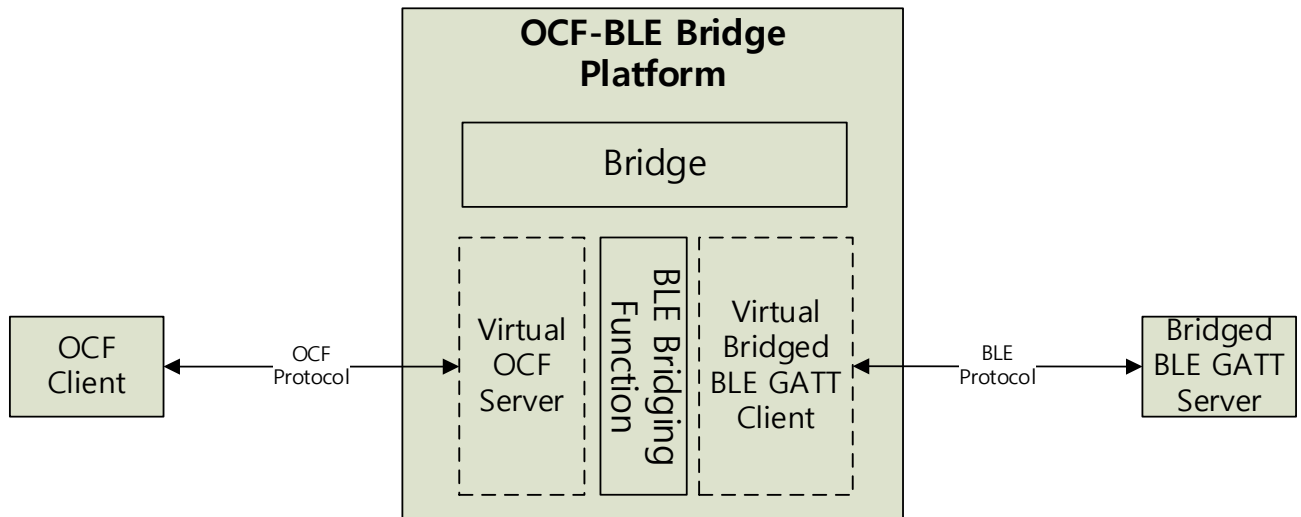 OCF-BLE Bridge
Platform
Bridge
OCF
Client
OCF
Protocol
Virtual
OCF
Server
BLE Bridging
Function
Virtual
Bridged
BLE GATT
Client
BLE
Protocol
Bridged
BLE GATT
Server